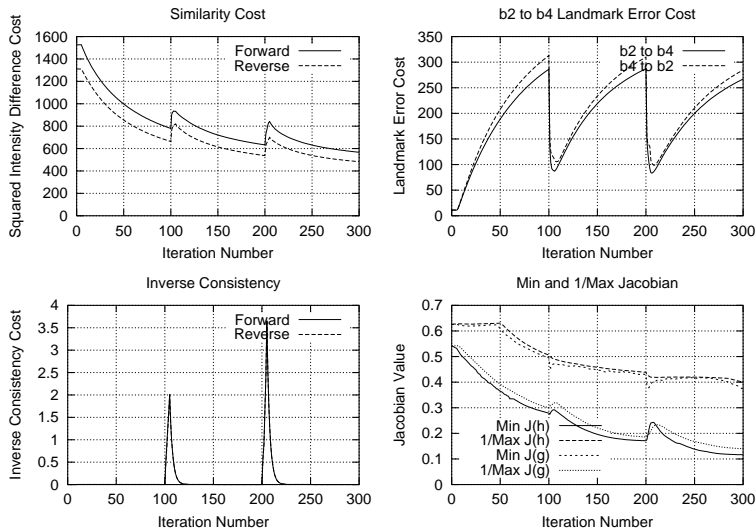 Similarity Cost
Squared Intensity Difference Cost
1600
1400
1200
1000
800
600
400
200
0
Forward
Reverse
0 50 100 150 200 250 300
Iteration Number
b2 to b4 Landmark Error Cost
Landmark Error Cost
350
300
250
200
150
100
50
0
b2 to b4
b4 to b2
0 50 100 150 200 250 300
Iteration Number
Inverse Consistency
Inverse Consistency Cost
4
3.5
3
2.5
2
1.5
1
0.5
0
Forward
Reverse
0 50 100 150 200 250 300
Iteration Number
Min and 1/Max Jacobian
Jacobian Value
0.7
0.6
0.5
0.4
0.3
0.2
0.1
0
Min J(h)
1/Max J(h)
Min J(g)
1/Max J(g)
0 50 100 150 200 250 300
Iteration Number